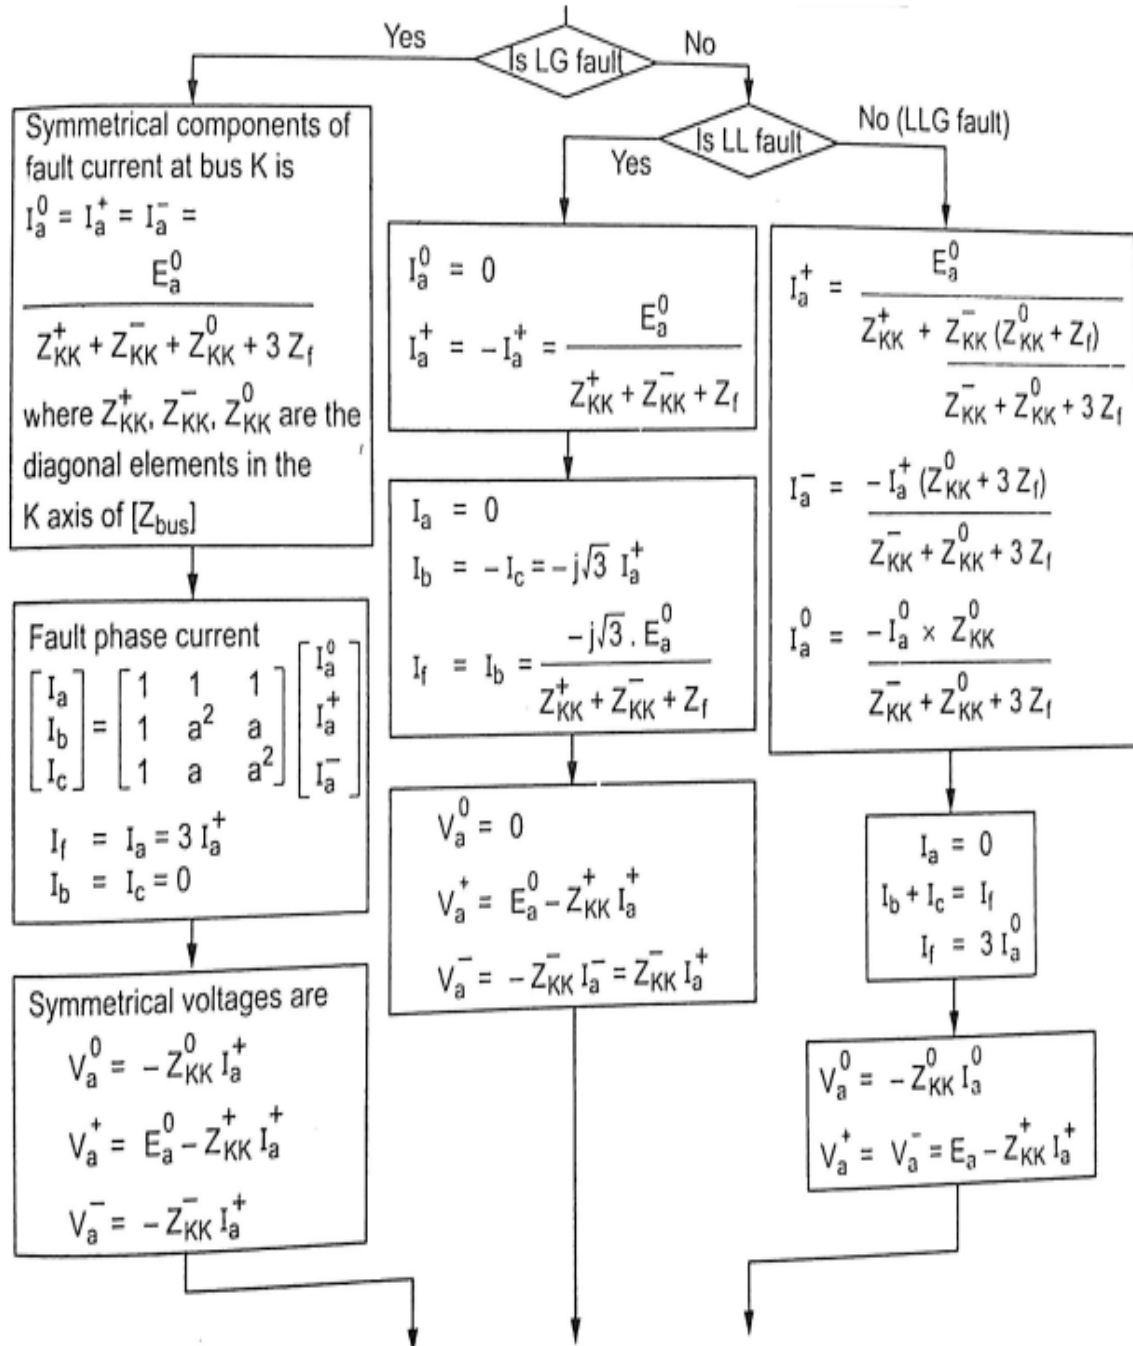 Is LG fault
Yes
No
Is LL fault
Yes
No (LLG fault)
Symmetrical components of
fault current at bus K is
I_a^0 = I_a^+ = I_a^- =
E_a^0
Z_KK^+ + Z_KK^- + Z_KK^0 + 3 Z_f
where Z_KK^+, Z_KK^-, Z_KK^0 are the
diagonal elements in the
K axis of [Z_bus]
Fault phase current
[I_a] = [1 1 1] [I_a^0]
[I_b] = [1 a^2 a] [I_a^+]
[I_c] = [1 a a^2] [I_a^-]
I_f = I_a = 3 I_a^+
I_b = I_c = 0
Symmetrical voltages are
V_a^0 = - Z_KK^0 I_a^+
V_a^+ = E_a^0 - Z_KK^+ I_a^+
V_a^- = - Z_KK^- I_a^+
I_a^0 = 0
E_a^0
I_a^+ = - I_a^+ =
Z_KK^+ + Z_KK^- + Z_f
I_a = 0
I_b = - I_c = - j√3 I_a^+
- j√3 . E_a^0
I_f = I_b =
Z_KK^+ + Z_KK^- + Z_f
V_a^0 = 0
V_a^+ = E_a^0 - Z_KK^+ I_a^+
V_a^- = - Z_KK^- I_a^- = Z_KK^- I_a^+
E_a^0
I_a^+ =
Z_KK^+ + Z_KK^- (Z_KK^0 + Z_f)
Z_KK^- + Z_KK^0 + 3 Z_f
I_a^- = - I_a^+ (Z_KK^0 + 3 Z_f)
Z_KK^- + Z_KK^0 + 3 Z_f
I_a^0 = - I_a^0 × Z_KK^0
Z_KK^- + Z_KK^0 + 3 Z_f
I_a = 0
I_b + I_c = I_f
I_f = 3 I_a^0
V_a^0 = - Z_KK^0 I_a^0
V_a^+ = V_a^- = E_a - Z_KK^+ I_a^+